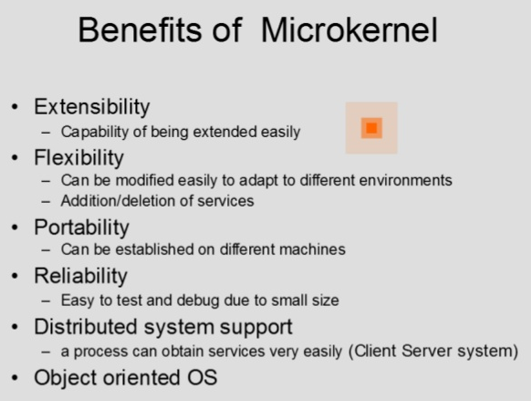 Benefits of Microkernel
• Extensibility
– Capability of being extended easily
• Flexibility
– Can be modified easily to adapt to different environments
– Addition/deletion of services
• Portability
– Can be established on different machines
• Reliability
– Easy to test and debug due to small size
• Distributed system support
– a process can obtain services very easily (Client Server system)
• Object oriented OS